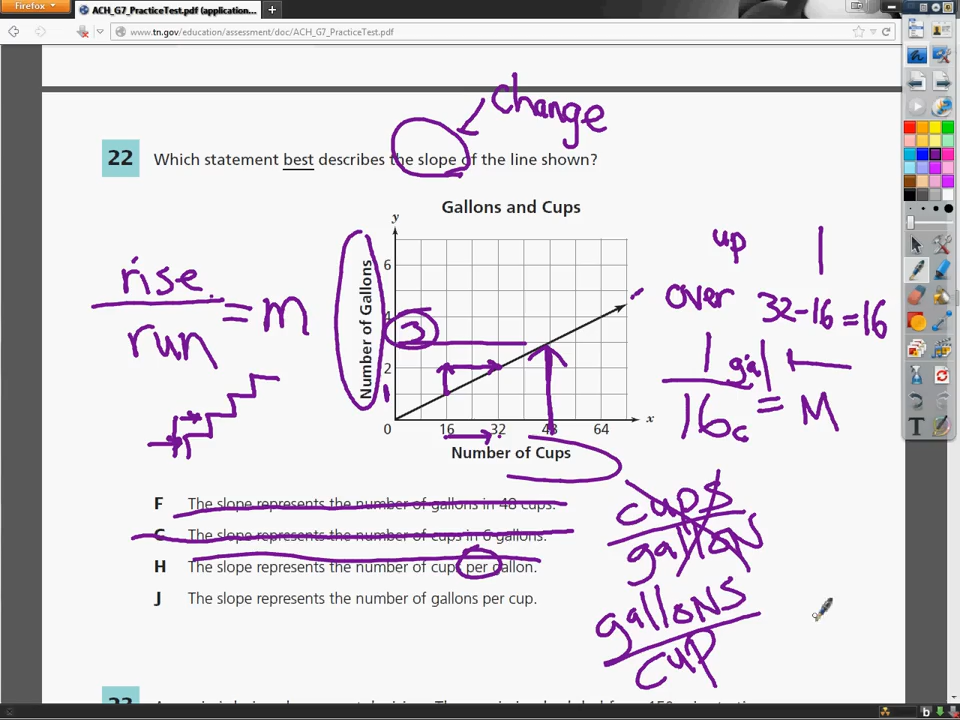 Firefox
ACH_G7_PracticeTest.pdf (application...
www.tn.gov/education/assessment/doc/ACH_G7_PracticeTest.pdf
change
22 Which statement best describes the slope of the line shown?
Gallons and Cups
y
6
4
2
0 16 32 48 64 x
Number of Gallons
Number of Cups
3
1
rise = m
run
up 1
over 32-16=16
1 gal
16c = M
F The slope represents the number of gallons in 48 cups.
G The slope represents the number of cups in 6 gallons.
H The slope represents the number of cups per gallon.
J The slope represents the number of gallons per cup.
cups
gallon
gallons
cup